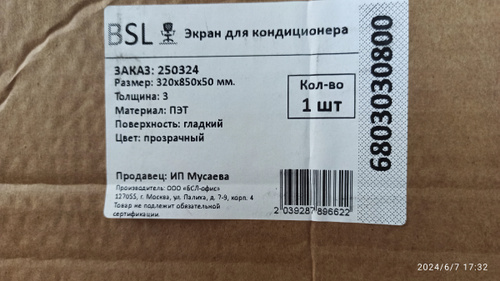 BSL Экран для кондиционера
ЗАКАЗ: 250324
Размер: 320x850x50 мм.
Толщина: 3
Материал: ПЭТ
Поверхность: гладкий
Цвет: прозрачный
Кол-во
1 шт
6803030800
Продавец: ИП Мусаева
Производитель: ООО «БСЛ-офис»
127055, г. Москва, ул. Палиха, д. 7-9, корп. 4
Товар не подлежит обязательной
сертификации.
2 039287 896622
2024/6/7 17:32